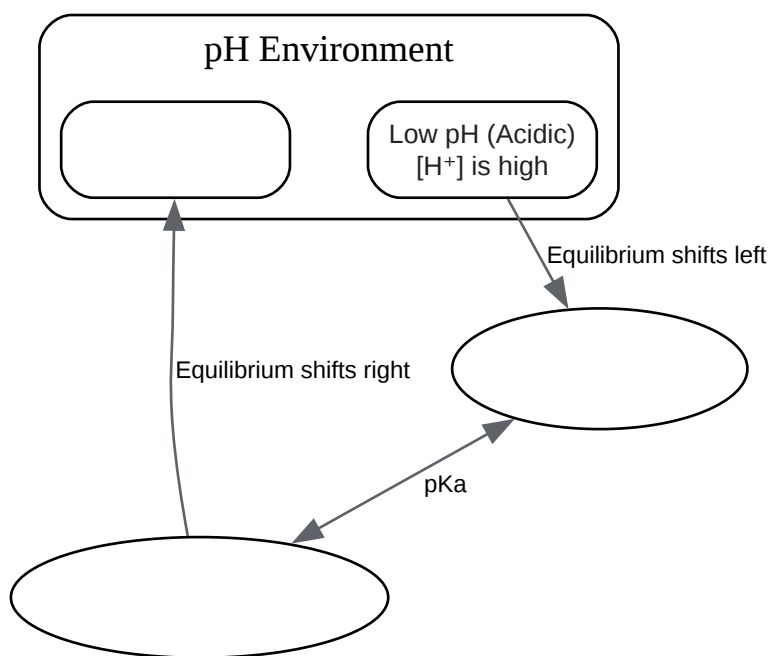 pH Environment
Low pH (Acidic)
[H⁺] is high
Equilibrium shifts left
Equilibrium shifts right
pKa